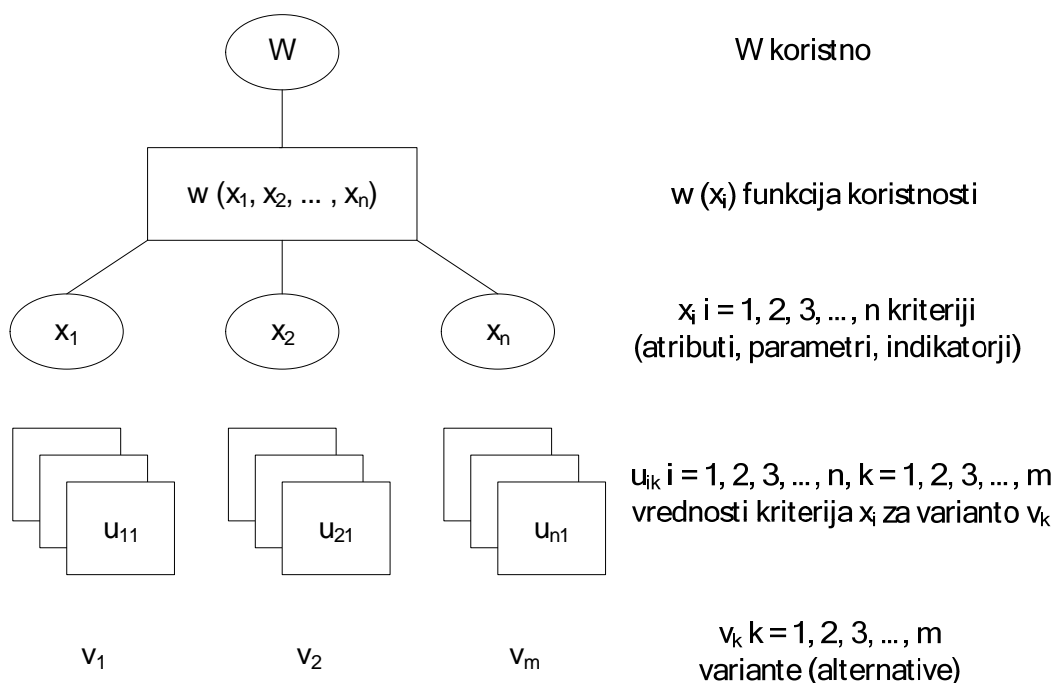 W
W koristno
w (x₁, x₂, ... , xₙ)
w (xᵢ) funkcija koristnosti
x₁ x₂ xₙ
xᵢ i = 1, 2, 3, ... , n kriteriji
(atributi, parametri, indikatorji)
u₁₁ u₂₁ uₙ₁
uᵢₖ i = 1, 2, 3, ... , n, k = 1, 2, 3, ... , m
vrednosti kriterija xᵢ za varianto vₖ
v₁ v₂ vₘ
vₖ k = 1, 2, 3, ... , m
variante (alternative)